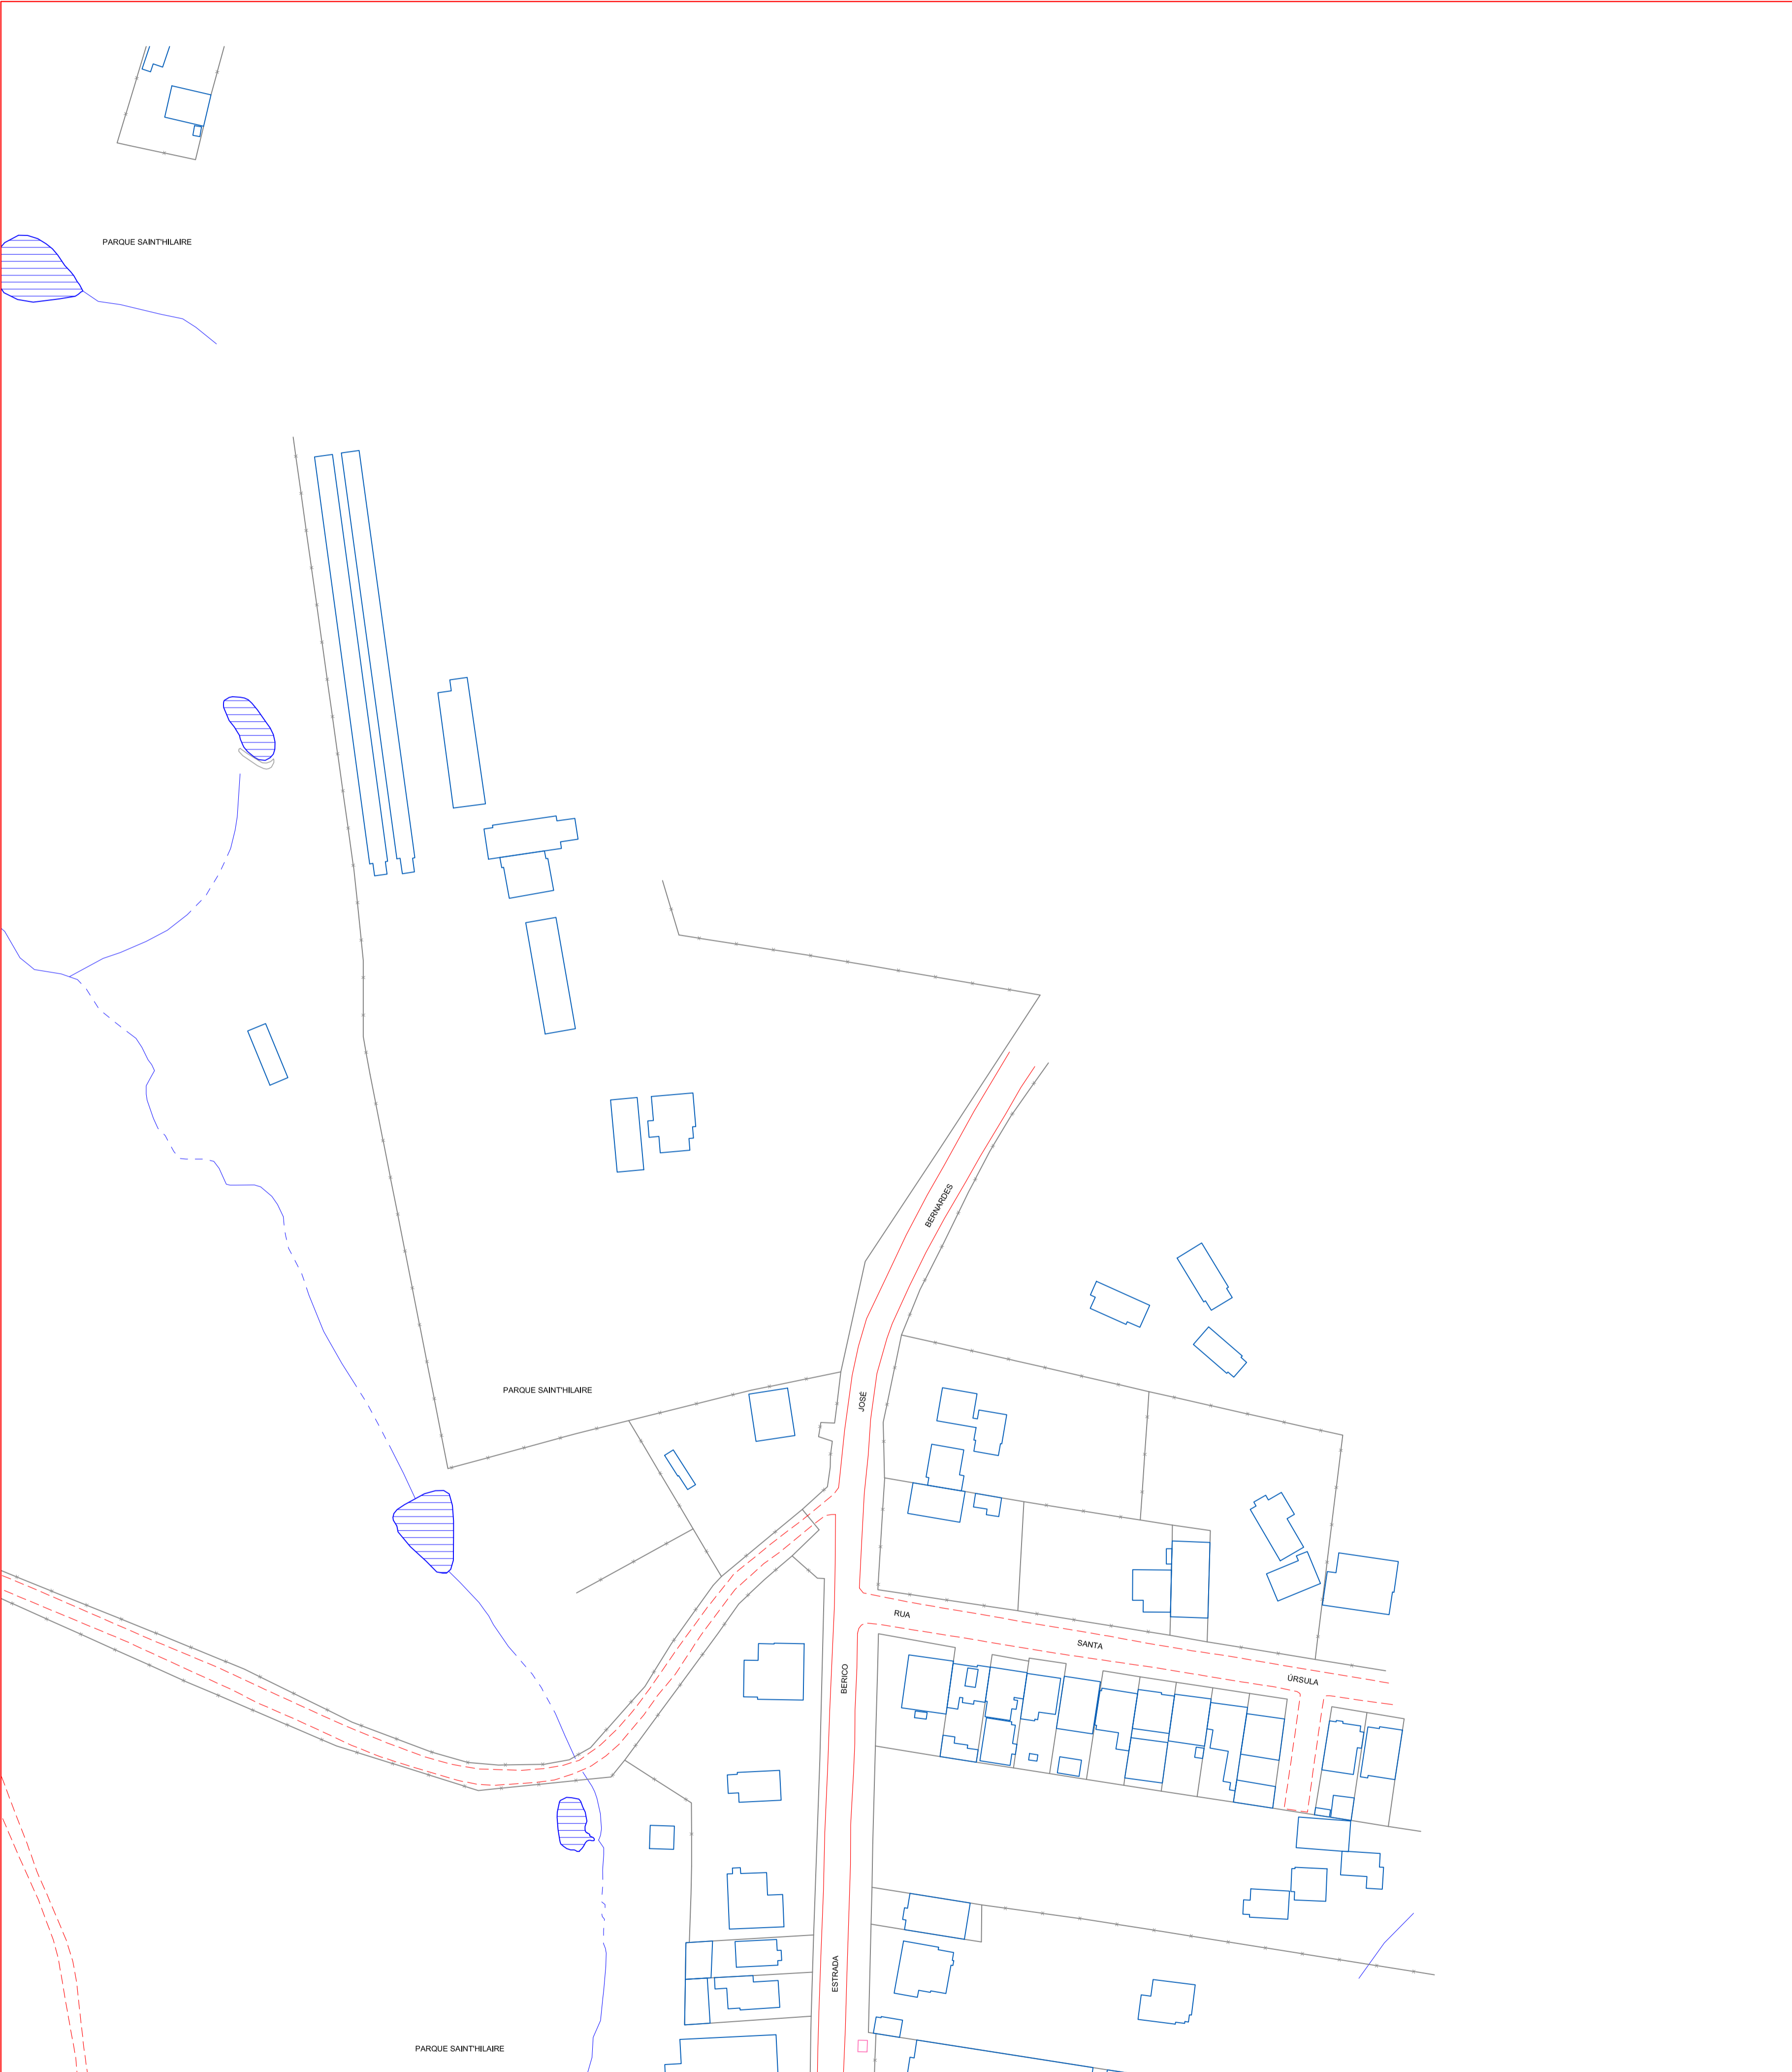 PARQUE SAINT'HILAIRE
BERNARDES
PARQUE SAINT'HILAIRE
JOSÉ
RUA
SANTA
ÚRSULA
BERICO
ESTRADA
PARQUE SAINT'HILAIRE